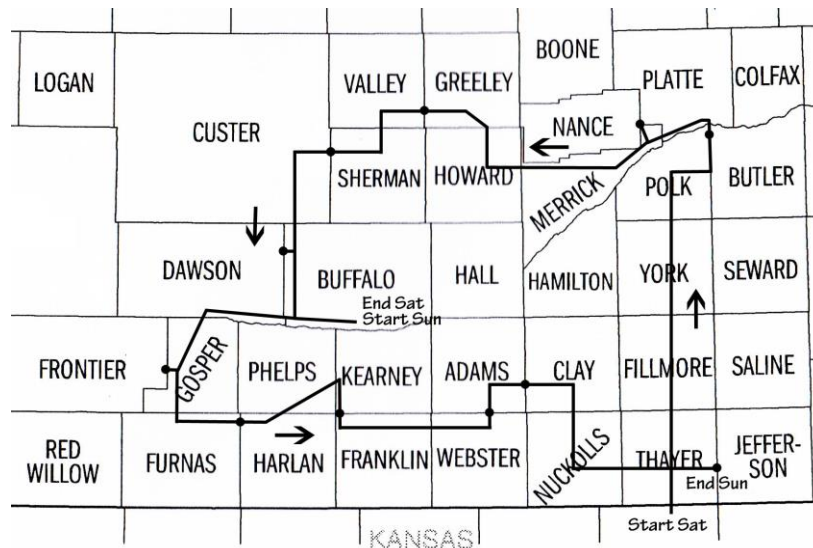 BOONE
LOGAN
VALLEY
GREELEY
PLATTE
COLFAX
CUSTER
NANCE
SHERMAN
HOWARD
MERRICK
POLK
BUTLER
DAWSON
BUFFALO
HALL
HAMILTON
YORK
SEWARD
End Sat
Start Sun
FRONTIER
GOSPER
PHELPS
KEARNEY
ADAMS
CLAY
FILLMORE
SALINE
RED
WILLOW
FURNAS
HARLAN
FRANKLIN
WEBSTER
NUCKOLLS
THAYER
JEFFER-
SON
End Sun
Start Sat
KANSAS